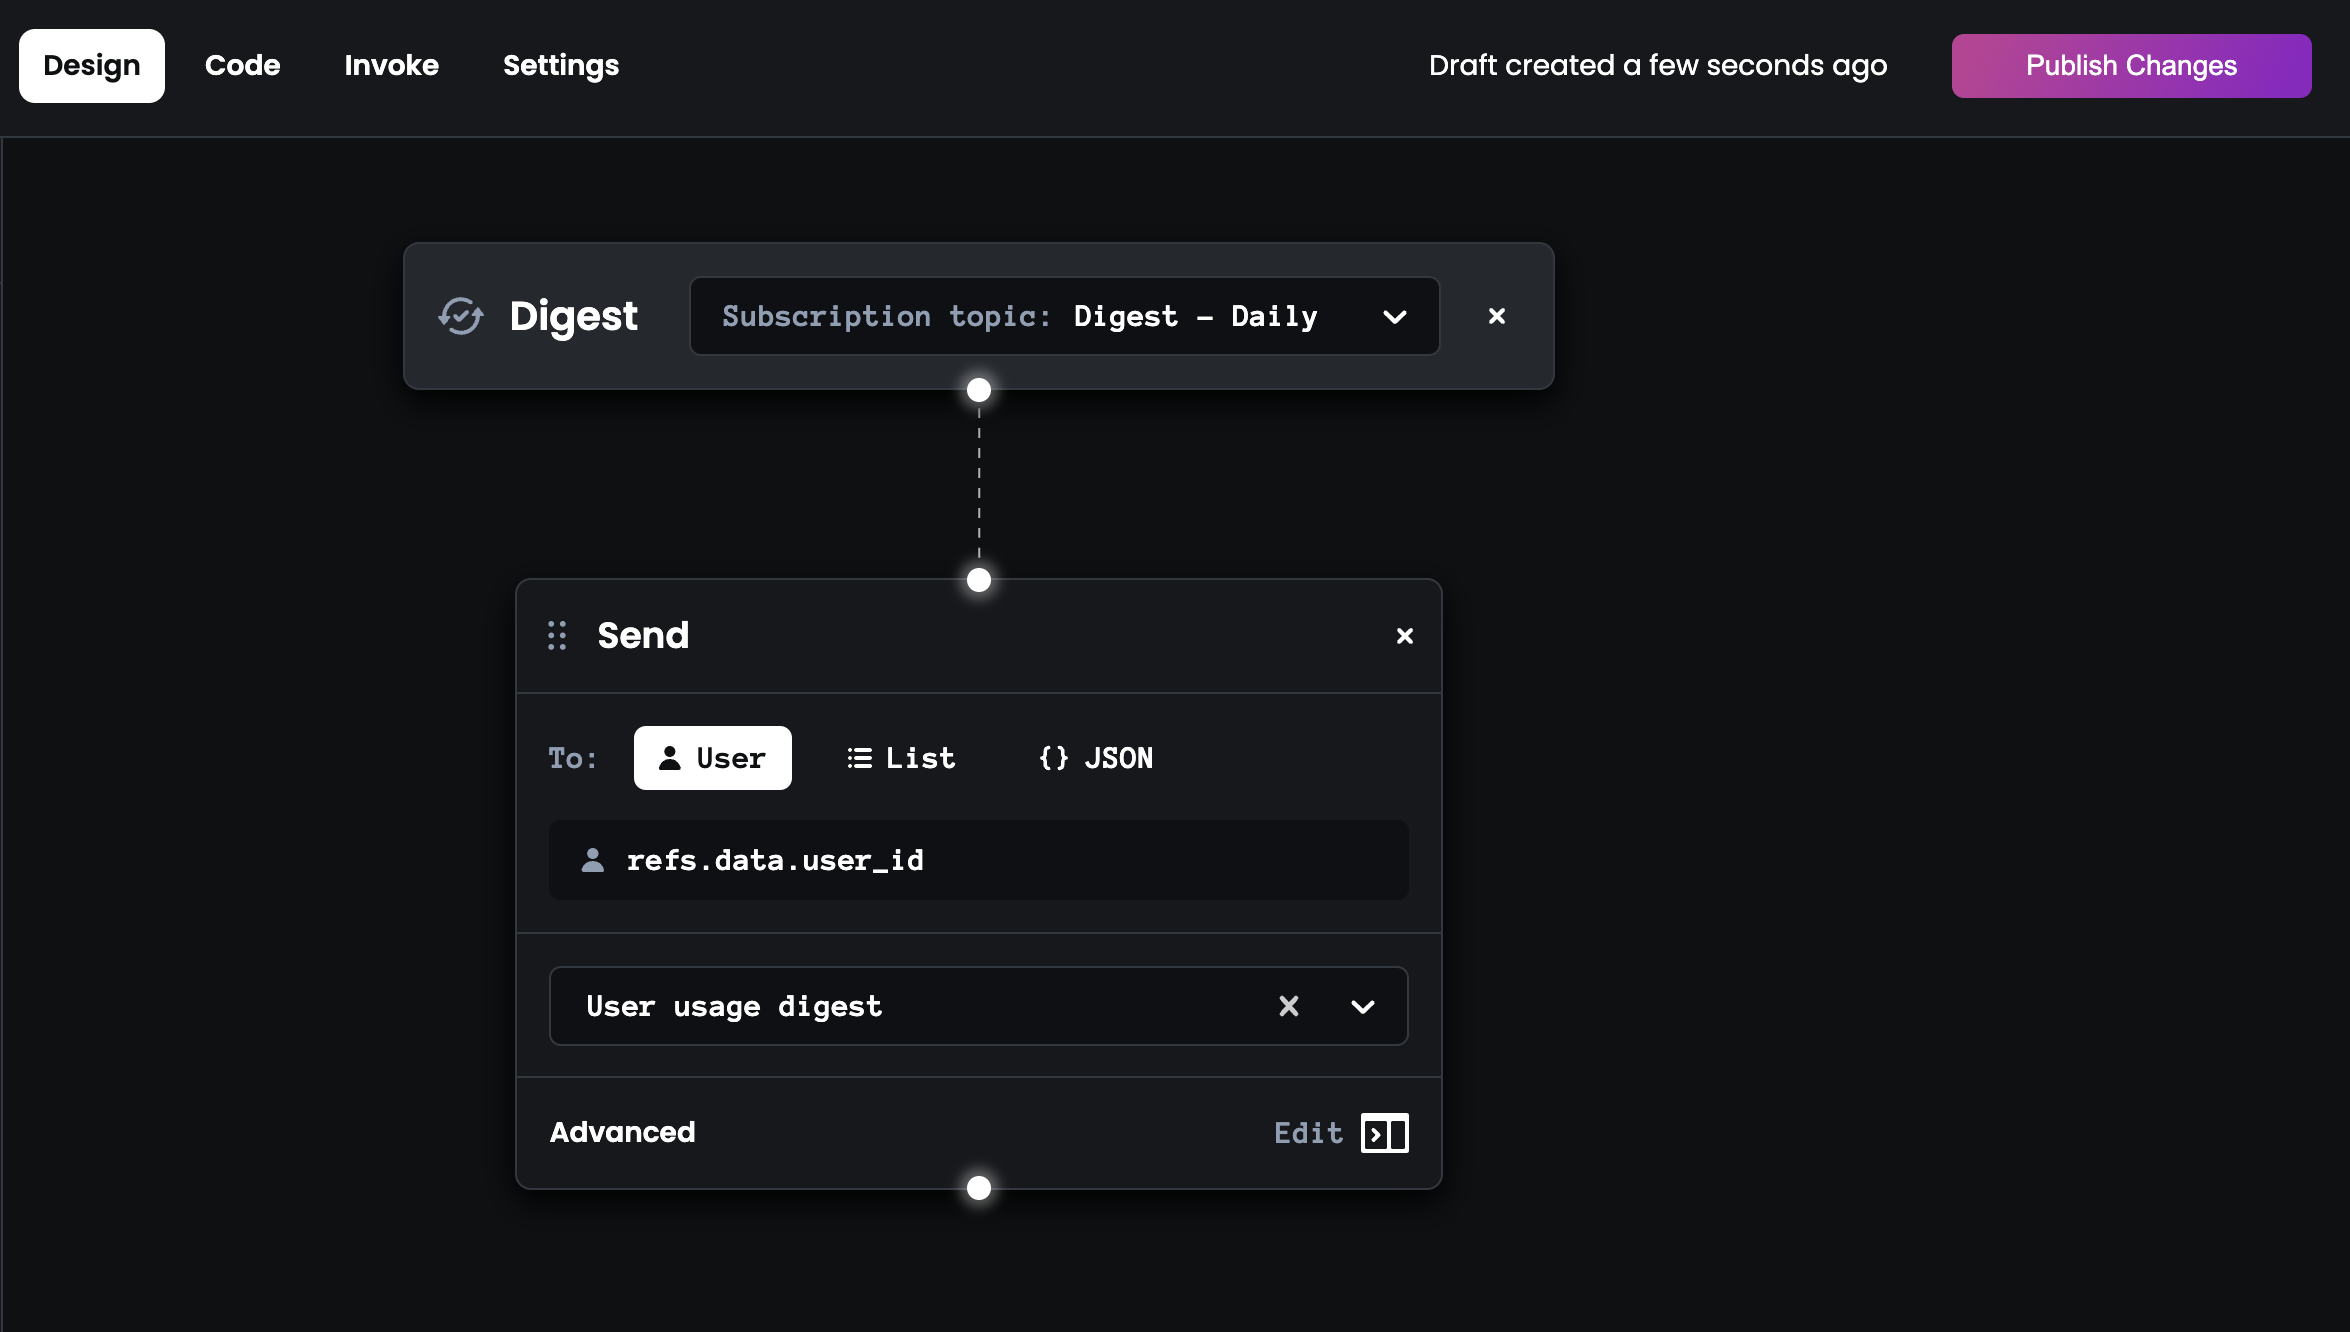 Design Code Invoke Settings Draft created a few seconds ago Publish Changes
Digest Subscription topic: Digest - Daily
Send
To: User List {} JSON
refs.data.user_id
User usage digest
Advanced Edit